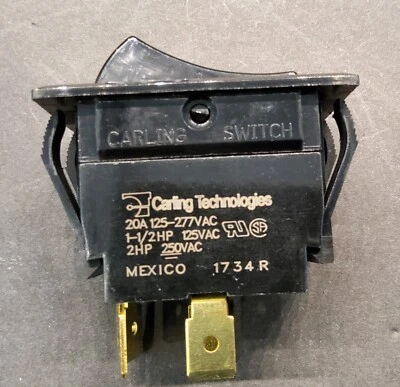 CARLING SWITCH
Carling Technologies
20A 125-277VAC
1-1/2HP 125VAC
2HP 250VAC
MEXICO 1734R